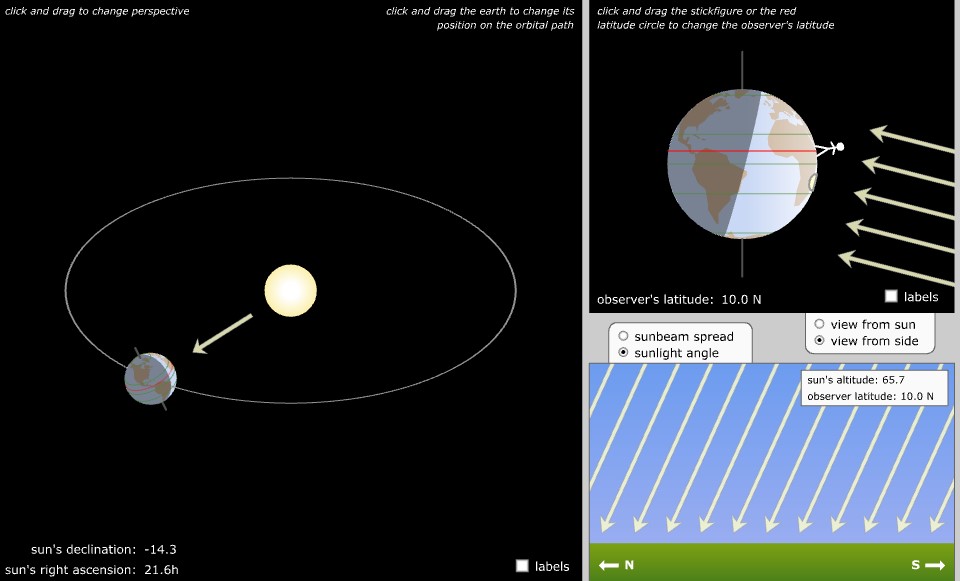 click and drag to change perspective
click and drag the earth to change its
position on the orbital path
sun's declination: -14.3
sun's right ascension: 21.6h
labels
click and drag the stickfigure or the red
latitude circle to change the observer's latitude
observer's latitude: 10.0 N
labels
sunbeam spread
sunlight angle
view from sun
view from side
sun's altitude: 65.7
observer latitude: 10.0 N
N
S